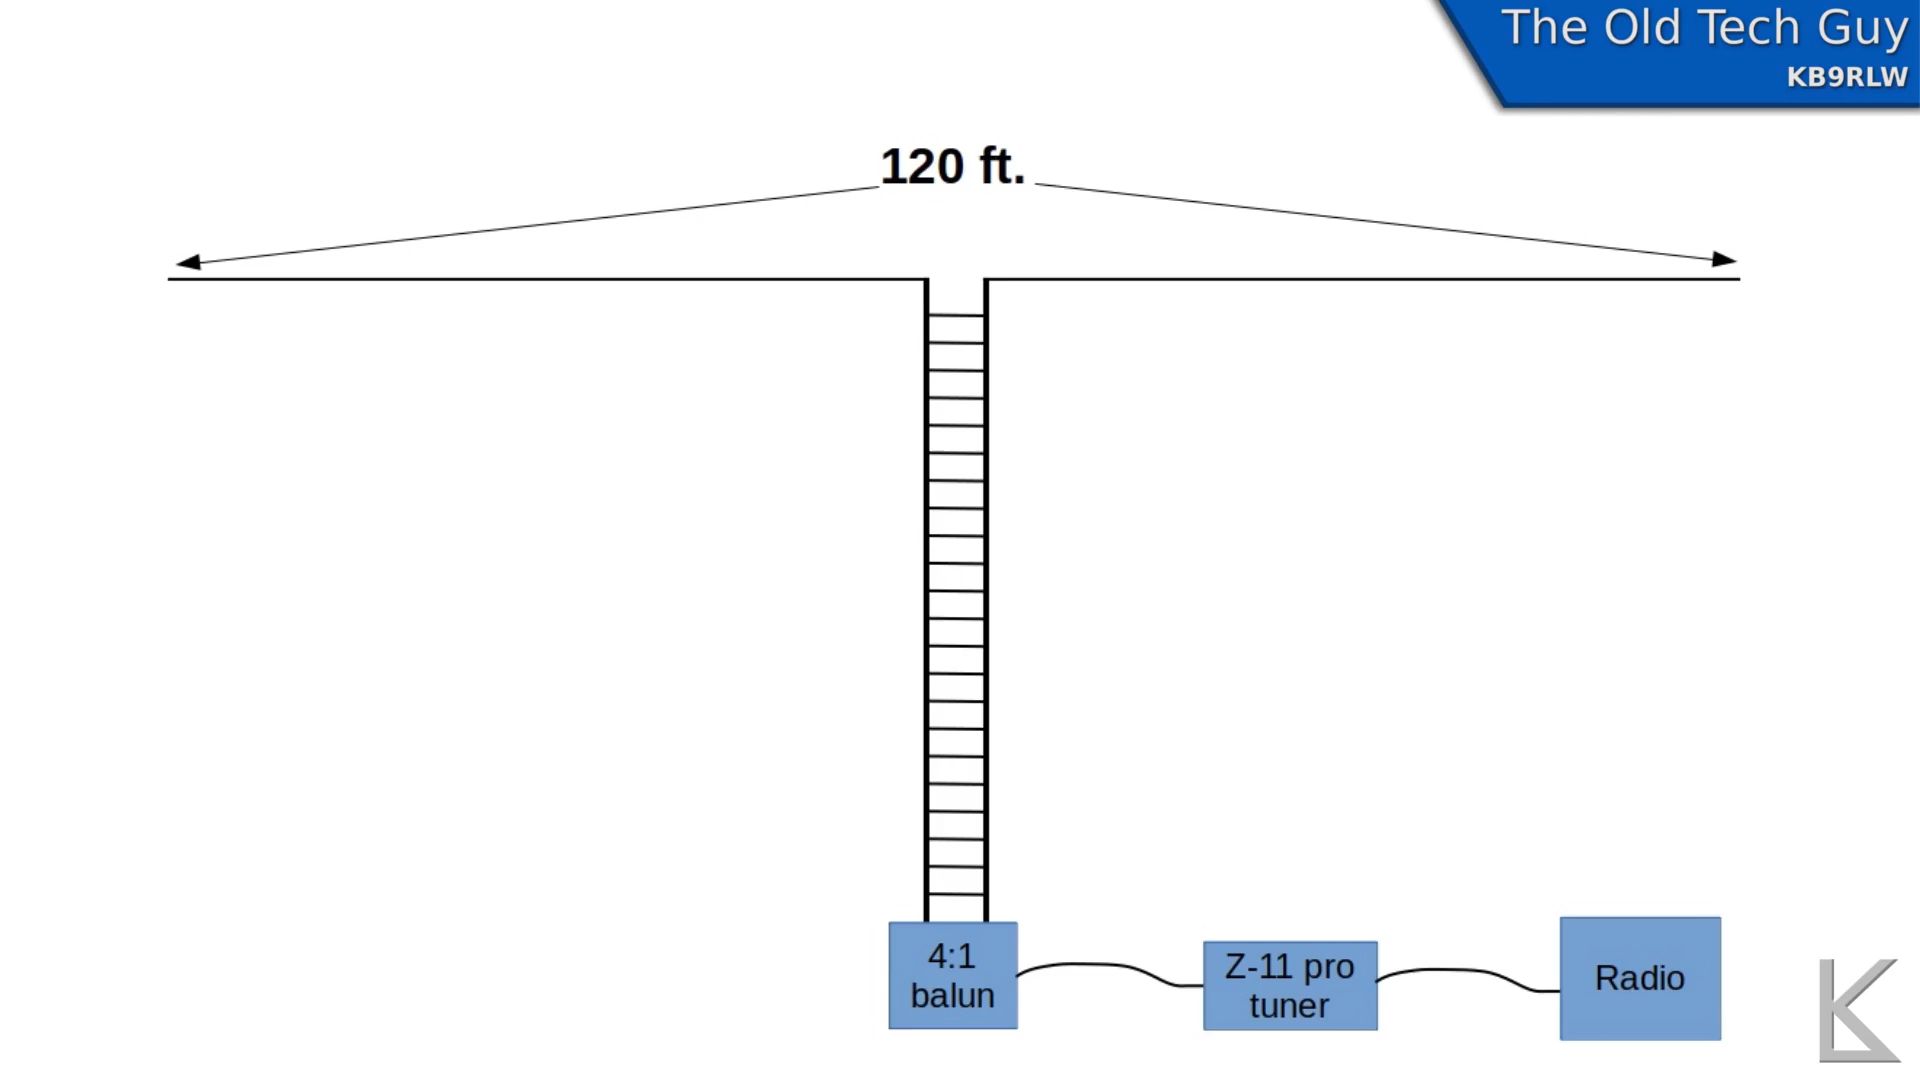 The Old Tech Guy
KB9RLW
120 ft.
4:1
balun
Z-11 pro
tuner
Radio